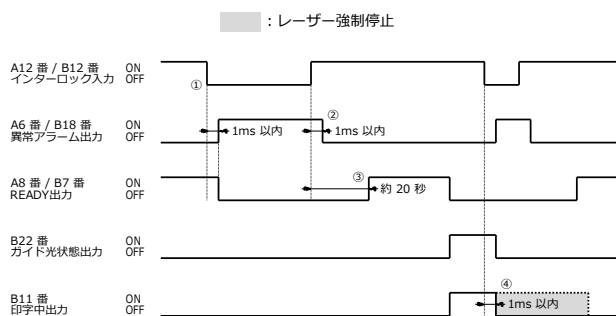 ：レーザー強制停止
A12 番 / B12 番 ON
インターロック入力 OFF
①
A6 番 / B18 番 ON
異常アラーム出力 OFF
1ms 以内
②
1ms 以内
A8 番 / B7 番 ON
READY出力 OFF
③
約 20 秒
B22 番 ON
ガイド光状態出力 OFF
B11 番 ON
印字中出力 OFF
④
1ms 以内